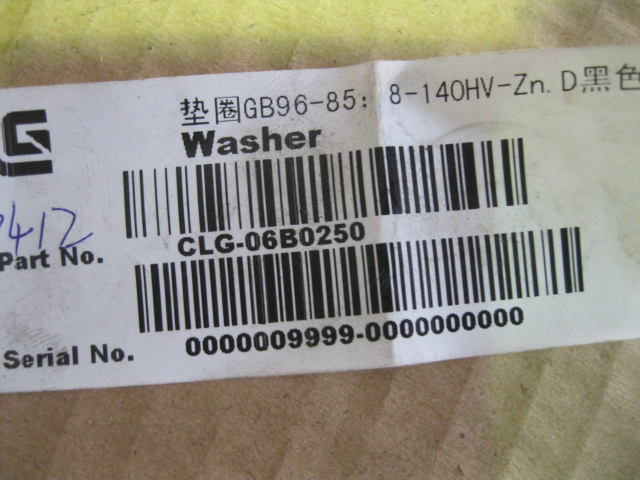 垫圈GB96-85: 8-140HV-Zn.D黑色
Washer
412
Part No. CLG-06B0250
Serial No. 0000009999-0000000000